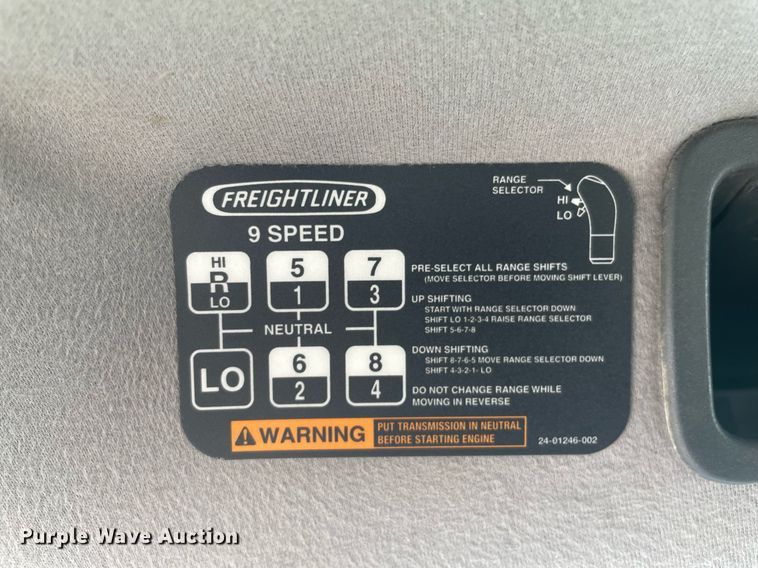 FREIGHTLINER
9 SPEED
RANGE
SELECTOR
HI
LO
HI
R
LO
5
1
7
3
NEUTRAL
LO
6
2
8
4
PRE-SELECT ALL RANGE SHIFTS
(MOVE SELECTOR BEFORE MOVING SHIFT LEVER)
UP SHIFTING
START WITH RANGE SELECTOR DOWN
SHIFT LO 1-2-3-4 RAISE RANGE SELECTOR
SHIFT 5-6-7-8
DOWN SHIFTING
SHIFT 8-7-6-5 MOVE RANGE SELECTOR DOWN
SHIFT 4-3-2-1- LO
DO NOT CHANGE RANGE WHILE
MOVING IN REVERSE
WARNING
PUT TRANSMISSION IN NEUTRAL
BEFORE STARTING ENGINE
24-01246-002
Purple Wave Auction